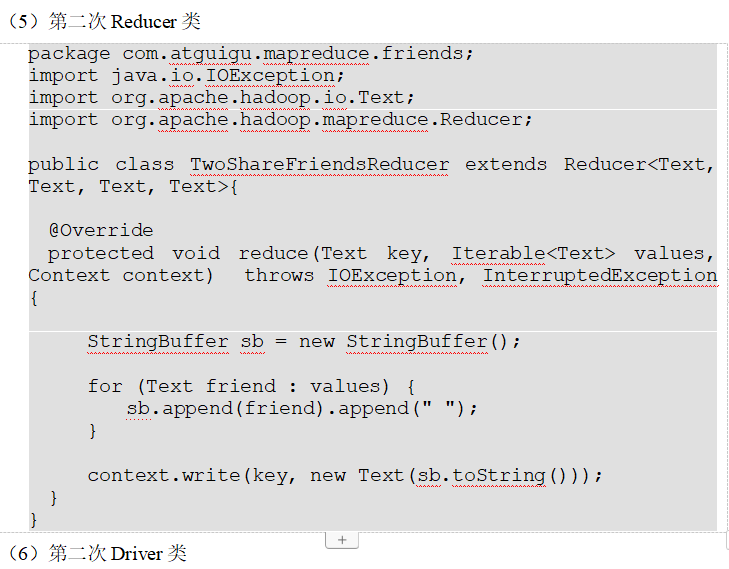 （5）第二次 Reducer 类
package com.atguigu.mapreduce.friends;
import java.io.IOException;
import org.apache.hadoop.io.Text;
import org.apache.hadoop.mapreduce.Reducer;
public class TwoShareFriendsReducer extends Reducer<Text,
Text, Text, Text>{
@Override
protected void reduce(Text key, Iterable<Text> values,
Context context) throws IOException, InterruptedException
{
StringBuffer sb = new StringBuffer();
for (Text friend : values) {
sb.append(friend).append(" ");
}
context.write(key, new Text(sb.toString()));
}
}
+
（6）第二次 Driver 类